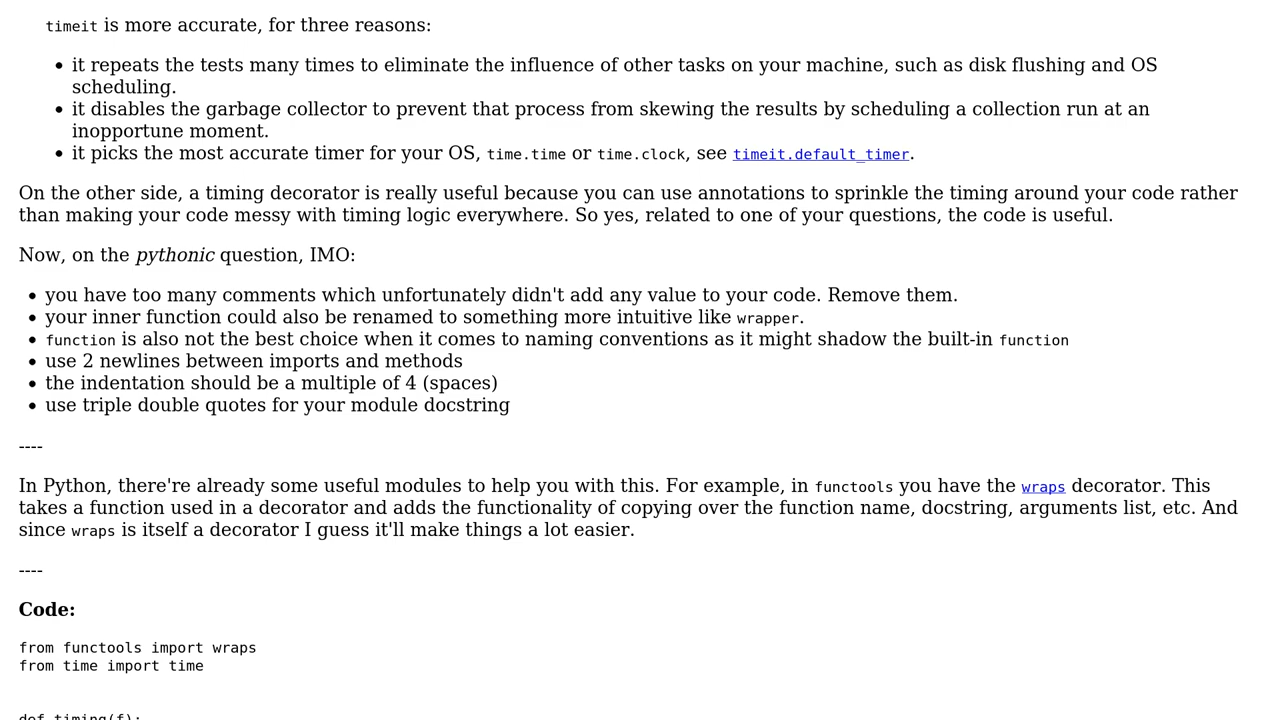 timeit is more accurate, for three reasons:
• it repeats the tests many times to eliminate the influence of other tasks on your machine, such as disk flushing and OS
scheduling.
• it disables the garbage collector to prevent that process from skewing the results by scheduling a collection run at an
inopportune moment.
• it picks the most accurate timer for your OS, time.time or time.clock, see timeit.default_timer.
On the other side, a timing decorator is really useful because you can use annotations to sprinkle the timing around your code rather
than making your code messy with timing logic everywhere. So yes, related to one of your questions, the code is useful.
Now, on the pythonic question, IMO:
• you have too many comments which unfortunately didn't add any value to your code. Remove them.
• your inner function could also be renamed to something more intuitive like wrapper.
• function is also not the best choice when it comes to naming conventions as it might shadow the built-in function
• use 2 newlines between imports and methods
• the indentation should be a multiple of 4 (spaces)
• use triple double quotes for your module docstring
----
In Python, there're already some useful modules to help you with this. For example, in functools you have the wraps decorator. This
takes a function used in a decorator and adds the functionality of copying over the function name, docstring, arguments list, etc. And
since wraps is itself a decorator I guess it'll make things a lot easier.
----
Code:
from functools import wraps
from time import time
def timing(f):